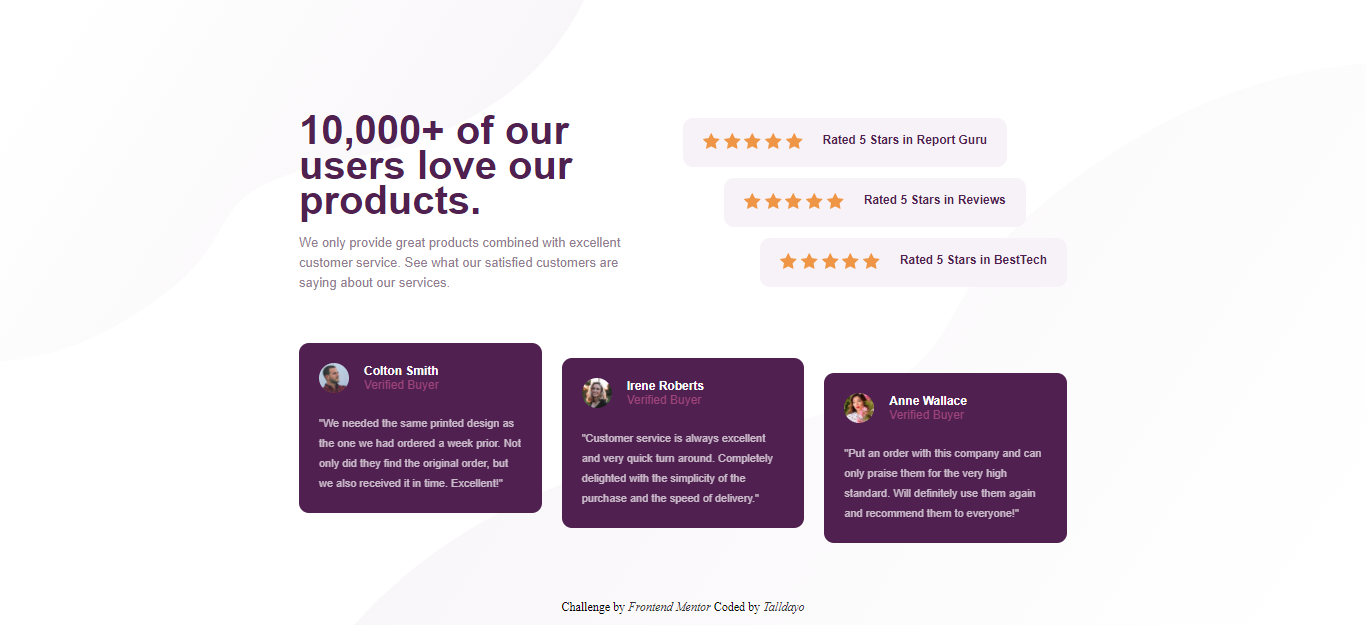 10,000+ of our
users love our
products.
We only provide great products combined with excellent
customer service. See what our satisfied customers are
saying about our services.
Rated 5 Stars in Report Guru
Rated 5 Stars in Reviews
Rated 5 Stars in BestTech
Colton Smith
Verified Buyer
"We needed the same printed design as
the one we had ordered a week prior. Not
only did they find the original order, but
we also received it in time. Excellent!"
Irene Roberts
Verified Buyer
"Customer service is always excellent
and very quick turn around. Completely
delighted with the simplicity of the
purchase and the speed of delivery."
Anne Wallace
Verified Buyer
"Put an order with this company and can
only praise them for the very high
standard. Will definitely use them again
and recommend them to everyone!"
Challenge by Frontend Mentor Coded by Talldayo